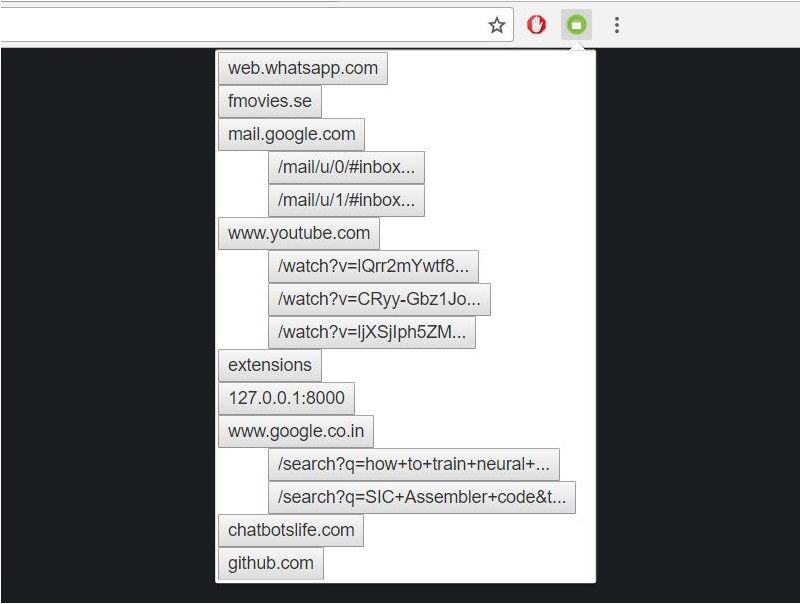 web.whatsapp.com
fmovies.se
mail.google.com
/mail/u/0/#inbox...
/mail/u/1/#inbox...
www.youtube.com
/watch?v=lQrr2mYwtf8...
/watch?v=CRyy-Gbz1Jo...
/watch?v=ljXSjIph5ZM...
extensions
127.0.0.1:8000
www.google.co.in
/search?q=how+to+train+neural+...
/search?q=SIC+Assembler+code&t...
chatbotslife.com
github.com